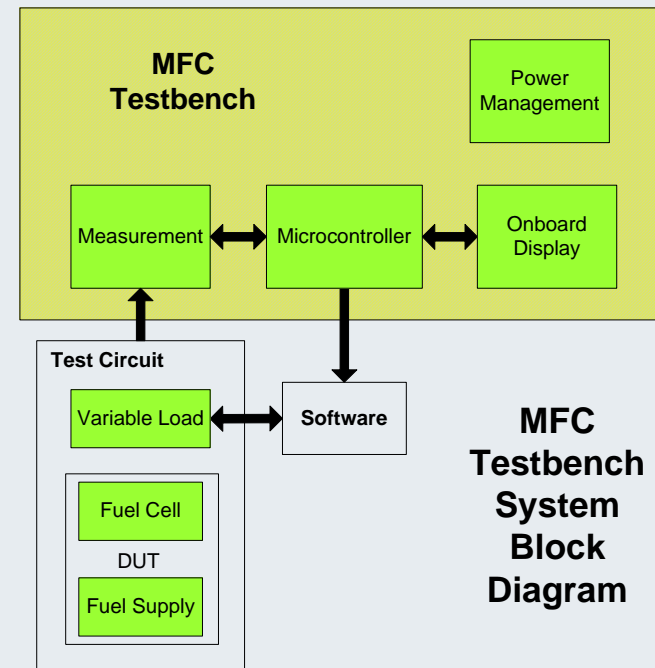 MFC
Testbench
Power
Management
Measurement
Microcontroller
Onboard
Display
Test Circuit
Variable Load
Software
Fuel Cell
DUT
Fuel Supply
MFC
Testbench
System
Block
Diagram